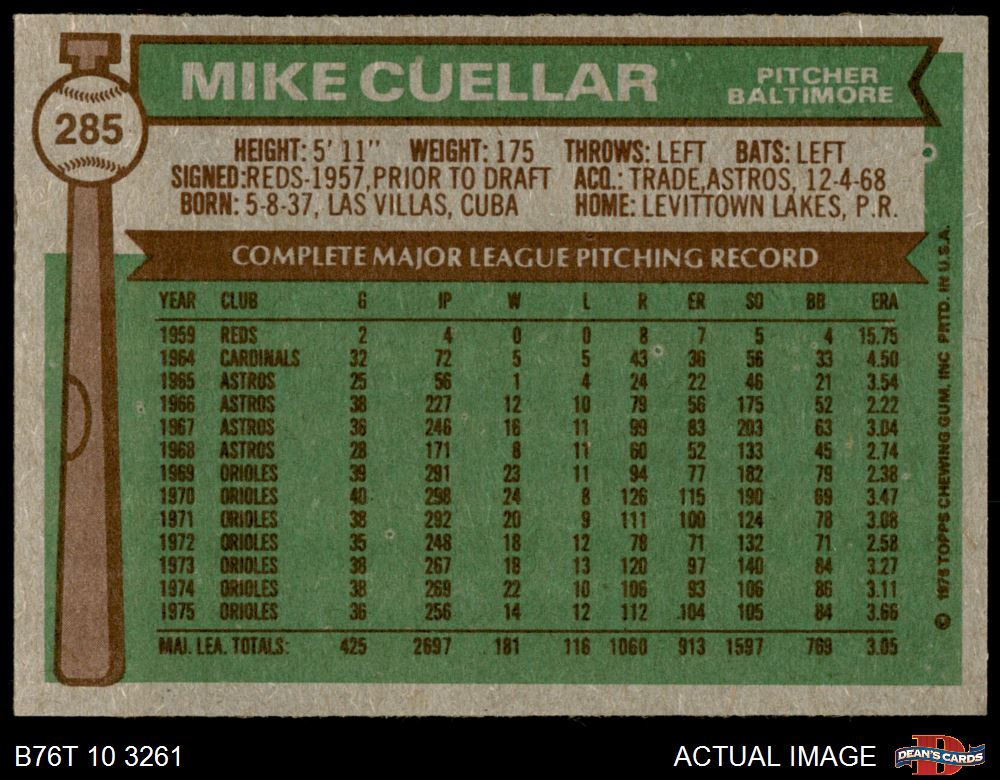 MIKE CUELLAR
PITCHER
BALTIMORE
285
HEIGHT: 5' 11" WEIGHT: 175 THROWS: LEFT BATS: LEFT
SIGNED: REDS-1957, PRIOR TO DRAFT ACQ.: TRADE, ASTROS, 12-4-68
BORN: 5-8-37, LAS VILLAS, CUBA HOME: LEVITTOWN LAKES, P.R.
COMPLETE MAJOR LEAGUE PITCHING RECORD
YEAR CLUB G IP W L R ER SO BB ERA
1959 REDS 2 4 0 0 8 7 5 4 15.75
1964 CARDINALS 32 72 5 5 43 36 56 33 4.50
1965 ASTROS 25 56 1 4 24 22 46 21 3.54
1966 ASTROS 38 227 12 10 79 56 175 52 2.22
1967 ASTROS 36 246 16 11 99 83 203 63 3.04
1968 ASTROS 28 171 8 11 60 52 133 45 2.74
1969 ORIOLES 39 291 23 11 94 77 182 79 2.38
1970 ORIOLES 40 298 24 8 126 115 190 69 3.47
1971 ORIOLES 38 292 20 9 111 100 124 78 3.08
1972 ORIOLES 35 248 18 12 78 71 132 71 2.58
1973 ORIOLES 38 267 18 13 120 97 140 84 3.27
1974 ORIOLES 38 269 22 10 106 93 106 86 3.11
1975 ORIOLES 36 256 14 12 112 104 105 84 3.66
MAJ. LEA. TOTALS: 425 2697 181 116 1060 913 1597 769 3.05
© 1976 TOPPS CHEWING GUM, INC PRTD. IN U.S.A.
B76T 10 3261
ACTUAL IMAGE
DEAN'S CARDS